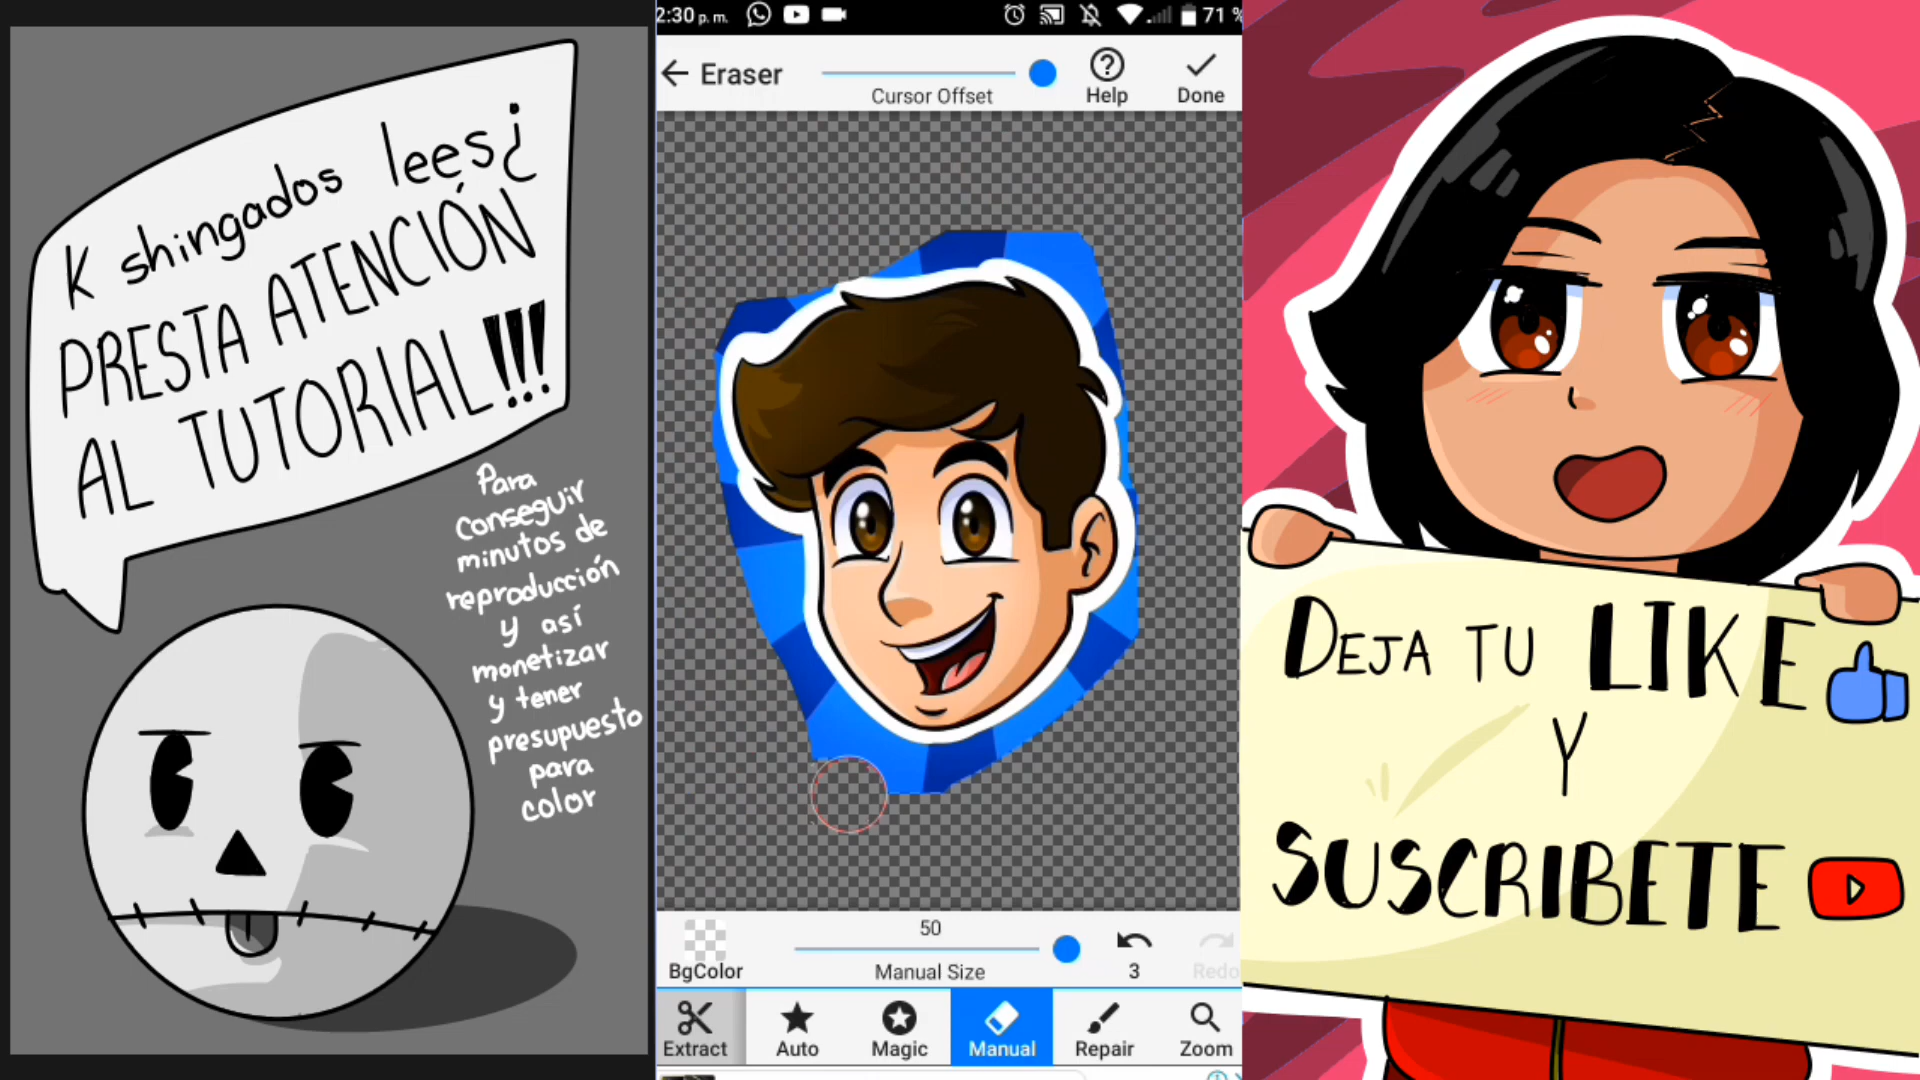 K shingados lees¿
PRESTA ATENCIÓN
AL TUTORIAL!!!
Para
conseguir
minutos de
reproducción
y así
monetizar
y tener
presupuesto
para
color
2:30 p. m.
71 %
Eraser
Cursor Offset
Help
Done
50
BgColor
Manual Size
3
Redo
Extract
Auto
Magic
Manual
Repair
Zoom
DEJA TU LIKE
Y
SUSCRIBETE